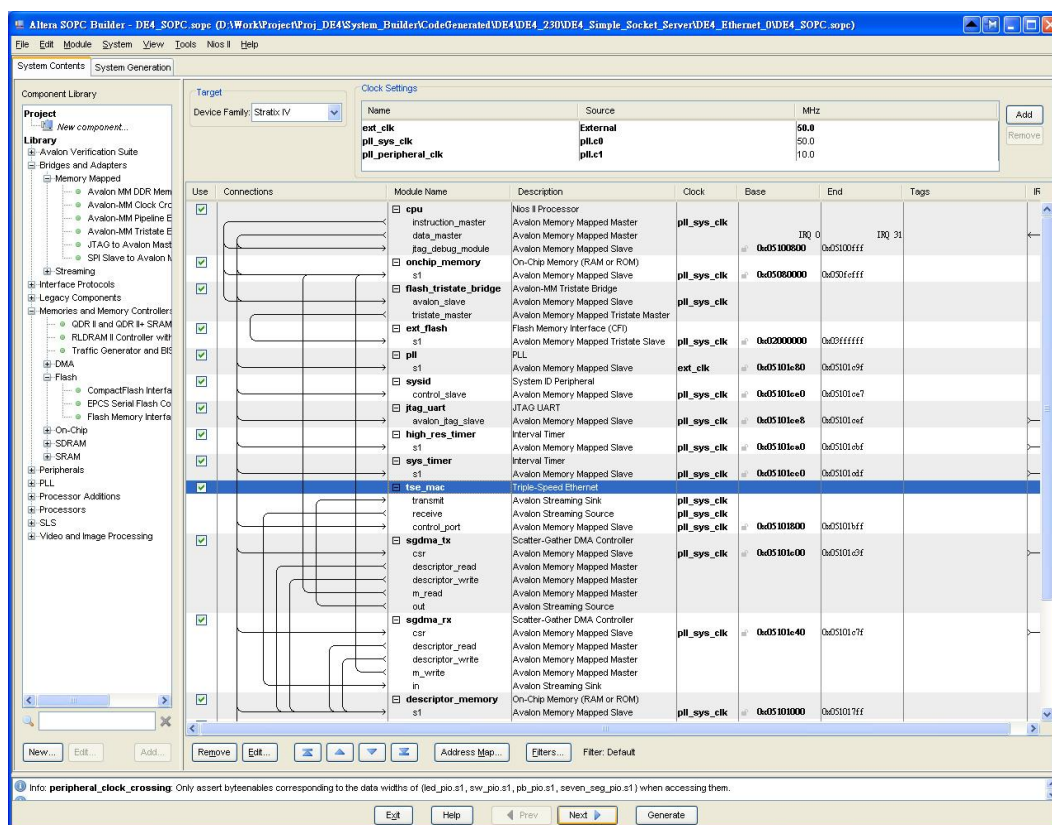 Altera SOPC Builder - DE4_SOPC.sopc (D:\Work\Project\Proj_DE4\System_Builder\CodeGenerated\DE4\DE4_230\DE4_Simple_Socket_Server\DE4_Ethernet_0\DE4_SOPC.sopc)
File Edit Module System View Tools Nios II Help
System Contents System Generation
Component Library
Project
New component...
Library
Avalon Verification Suite
Bridges and Adapters
Memory Mapped
Avalon MM DDR Mem
Avalon-MM Clock Crc
Avalon-MM Pipeline E
Avalon-MM Tristate E
JTAG to Avalon Mast
SPI Slave to Avalon M
Streaming
Interface Protocols
Legacy Components
Memories and Memory Controllers
QDR II and QDR II+ SRAM
RLDRAM II Controller with
Traffic Generator and BIS
DMA
Flash
CompactFlash Interfa
EPCS Serial Flash Co
Flash Memory Interfa
On-Chip
SDRAM
SRAM
Peripherals
PLL
Processor Additions
Processors
SLS
Video and Image Processing
New... Edit... Add...
Target
Device Family: Stratix IV
Clock Settings
Name Source MHz
ext_clk External 50.0
pll_sys_clk pll.c0 50.0
pll_peripheral_clk pll.c1 10.0
Add
Remove
Use Connections Module Name Description Clock Base End Tags IR
cpu Nios II Processor
instruction_master Avalon Memory Mapped Master pll_sys_clk
data_master Avalon Memory Mapped Master IRQ 0 IRQ 31
jtag_debug_module Avalon Memory Mapped Slave 0x05100800 0x05100fff
onchip_memory On-Chip Memory (RAM or ROM)
s1 Avalon Memory Mapped Slave pll_sys_clk 0x05080000 0x050fcfff
flash_tristate_bridge Avalon-MM Tristate Bridge
avalon_slave Avalon Memory Mapped Slave pll_sys_clk
tristate_master Avalon Memory Mapped Tristate Master
ext_flash Flash Memory Interface (CFI)
s1 Avalon Memory Mapped Tristate Slave pll_sys_clk 0x02000000 0x03ffffff
pll PLL
s1 Avalon Memory Mapped Slave ext_clk 0x05101c80 0x05101c9f
sysid System ID Peripheral
control_slave Avalon Memory Mapped Slave pll_sys_clk 0x05101ce0 0x05101ce7
jtag_uart JTAG UART
avalon_jtag_slave Avalon Memory Mapped Slave pll_sys_clk 0x05101ce8 0x05101cef
high_res_timer Interval Timer
s1 Avalon Memory Mapped Slave pll_sys_clk 0x05101ca0 0x05101cbf
sys_timer Interval Timer
s1 Avalon Memory Mapped Slave pll_sys_clk 0x05101cc0 0x05101cdf
tse_mac Triple-Speed Ethernet
transmit Avalon Streaming Sink pll_sys_clk
receive Avalon Streaming Source pll_sys_clk
control_port Avalon Memory Mapped Slave pll_sys_clk 0x05101800 0x05101bff
sgdma_tx Scatter-Gather DMA Controller
csr Avalon Memory Mapped Slave pll_sys_clk 0x05101c00 0x05101c3f
descriptor_read Avalon Memory Mapped Master
descriptor_write Avalon Memory Mapped Master
m_read Avalon Memory Mapped Master
out Avalon Streaming Source
sgdma_rx Scatter-Gather DMA Controller
csr Avalon Memory Mapped Slave pll_sys_clk 0x05101c40 0x05101c7f
descriptor_read Avalon Memory Mapped Master
descriptor_write Avalon Memory Mapped Master
m_write Avalon Memory Mapped Master
in Avalon Streaming Sink
descriptor_memory On-Chip Memory (RAM or ROM)
s1 Avalon Memory Mapped Slave pll_sys_clk 0x05101000 0x051017ff
Remove Edit... Address Map... Filters... Filter: Default
Info: peripheral_clock_crossing: Only assert byteenables corresponding to the data widths of (led_pio.s1, sw_pio.s1, pb_pio.s1, seven_seg_pio.s1) when accessing them.
Exit Help Prev Next Generate